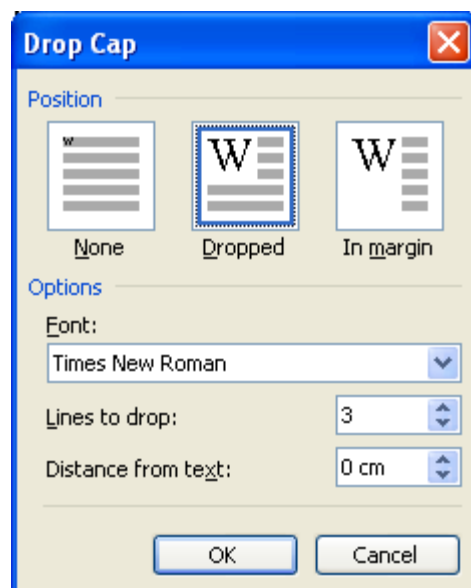 Drop Cap
Position
w
W
W
None
Dropped
In margin
Options
Font:
Times New Roman
Lines to drop:
3
Distance from text:
0 cm
OK
Cancel